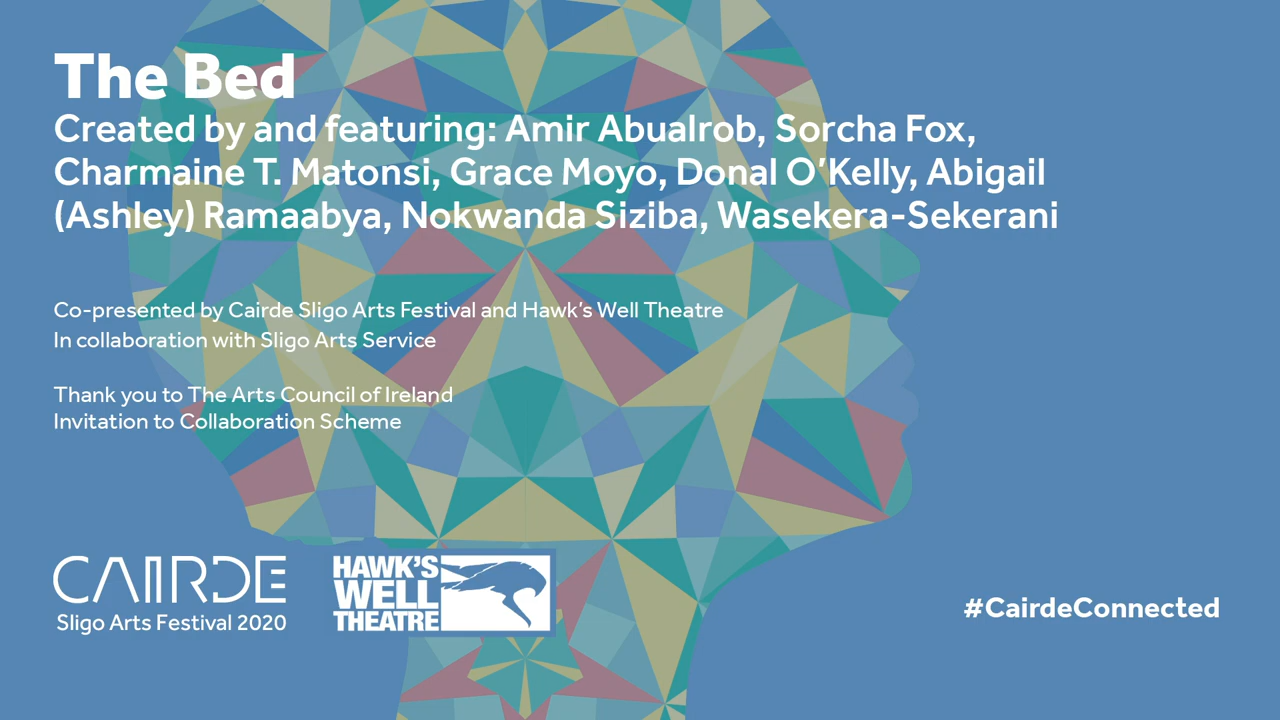 The Bed
Created by and featuring: Amir Abualrob, Sorcha Fox,
Charmaine T. Matonsi, Grace Moyo, Donal O'Kelly, Abigail
(Ashley) Ramaabya, Nokwanda Siziba, Wasekera-Sekerani
Co-presented by Cairde Sligo Arts Festival and Hawk's Well Theatre
In collaboration with Sligo Arts Service
Thank you to The Arts Council of Ireland
Invitation to Collaboration Scheme
CAIRDE
Sligo Arts Festival 2020
HAWK'S
WELL
THEATRE
#CairdeConnected